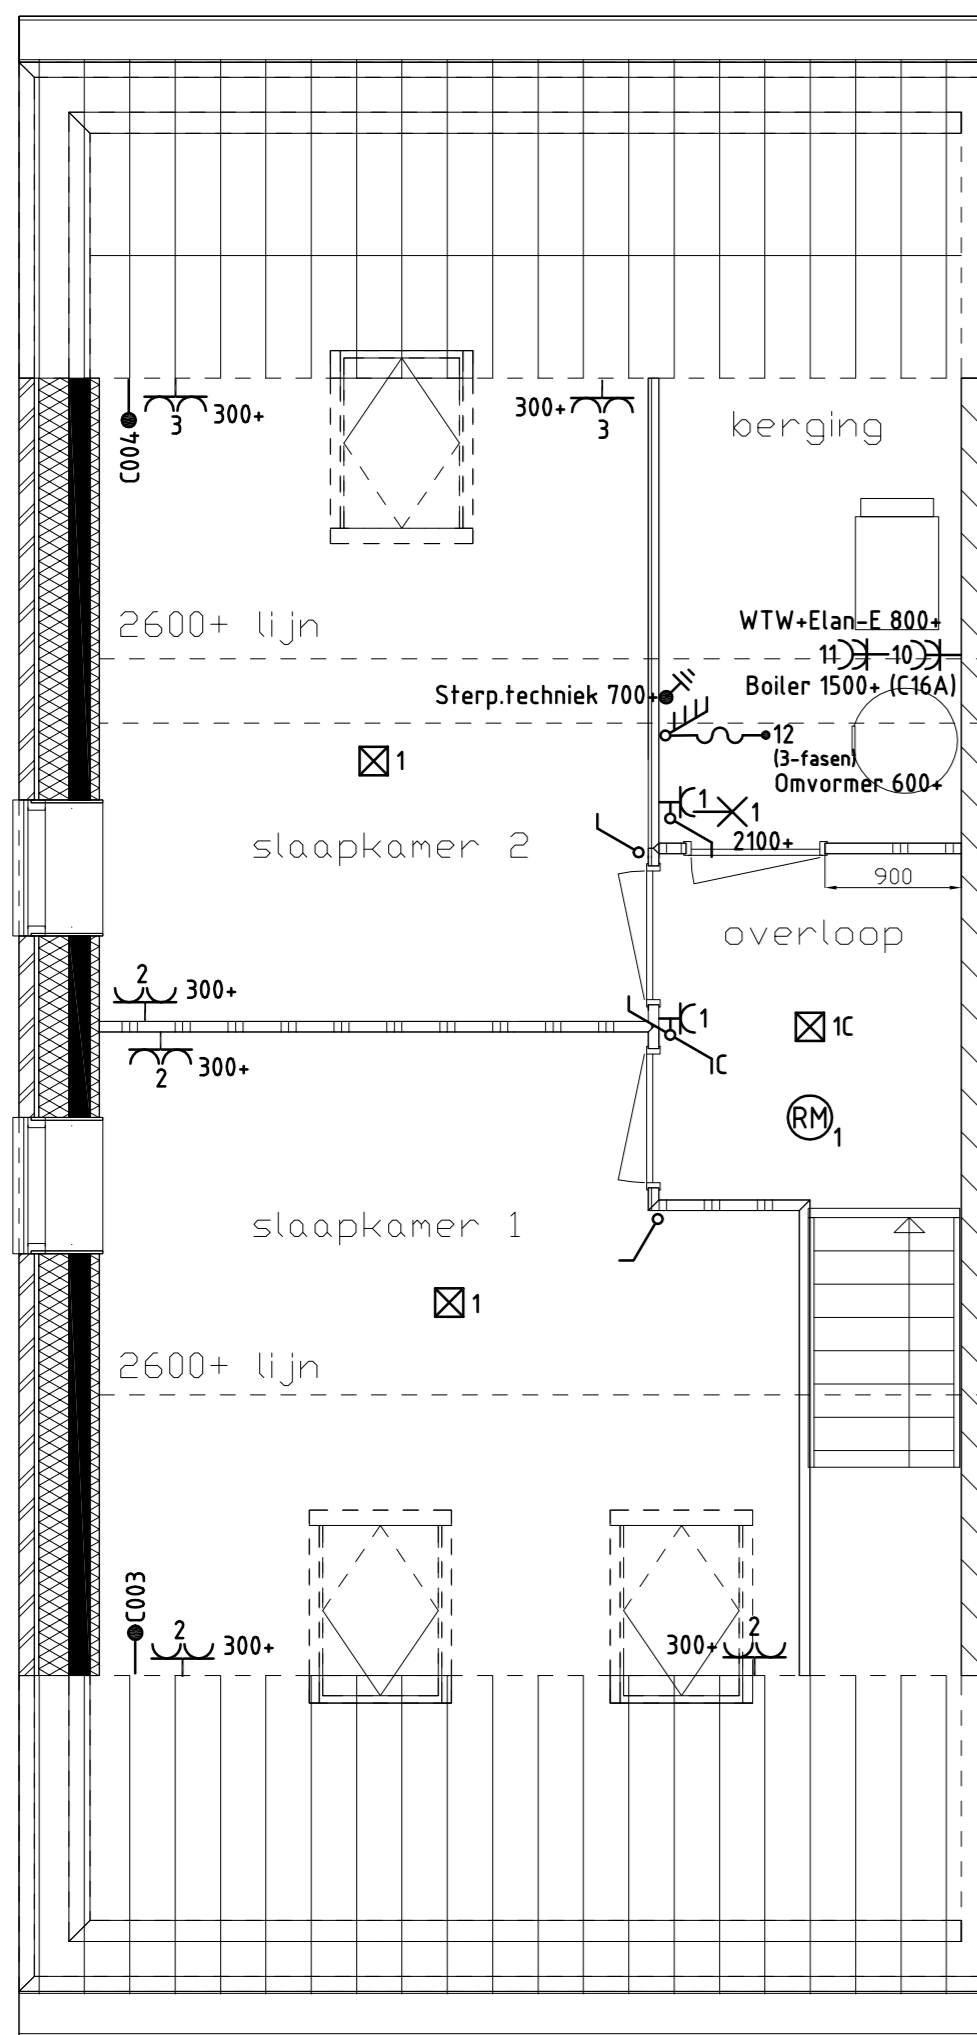 C004
3
300+
300+
3
berging
2600+ lijn
WTW+Elan-E 800+
11
10
Boiler 1500+ (C16A)
Sterp.techniek 700+
12
(3-fasen)
Omvormer 600+
1
1
1
2100+
slaapkamer 2
900
overloop
2
300+
1
1C
2
300+
1C
RM
1
slaapkamer 1
1
2600+ lijn
C003
2
300+
300+
2